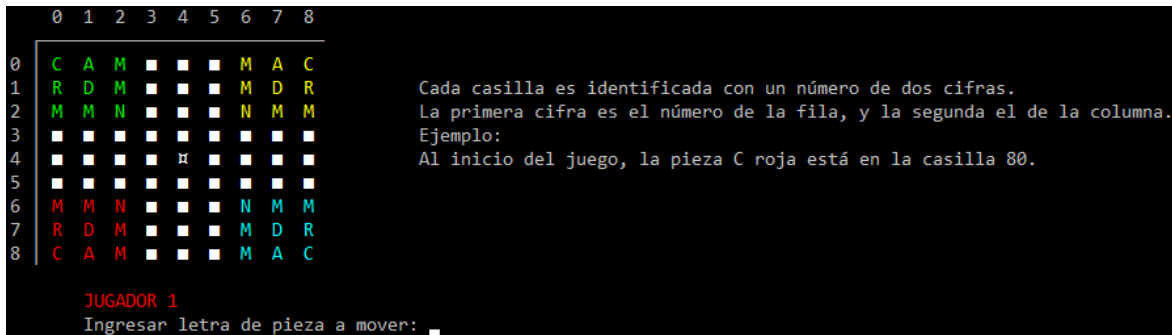 0 1 2 3 4 5 6 7 8
0 C A M ■ ■ ■ M A C
1 R D M ■ ■ ■ M D R Cada casilla es identificada con un número de dos cifras.
2 M M N ■ ■ ■ N M M La primera cifra es el número de la fila, y la segunda el de la columna.
3 ■ ■ ■ ■ ■ ■ ■ ■ ■ Ejemplo:
4 ■ ■ ■ ■ ¤ ■ ■ ■ ■ Al inicio del juego, la pieza C roja está en la casilla 80.
5 ■ ■ ■ ■ ■ ■ ■ ■ ■
6 M M N ■ ■ ■ N M M
7 R D M ■ ■ ■ M D R
8 C A M ■ ■ ■ M A C
JUGADOR 1
Ingresar letra de pieza a mover: